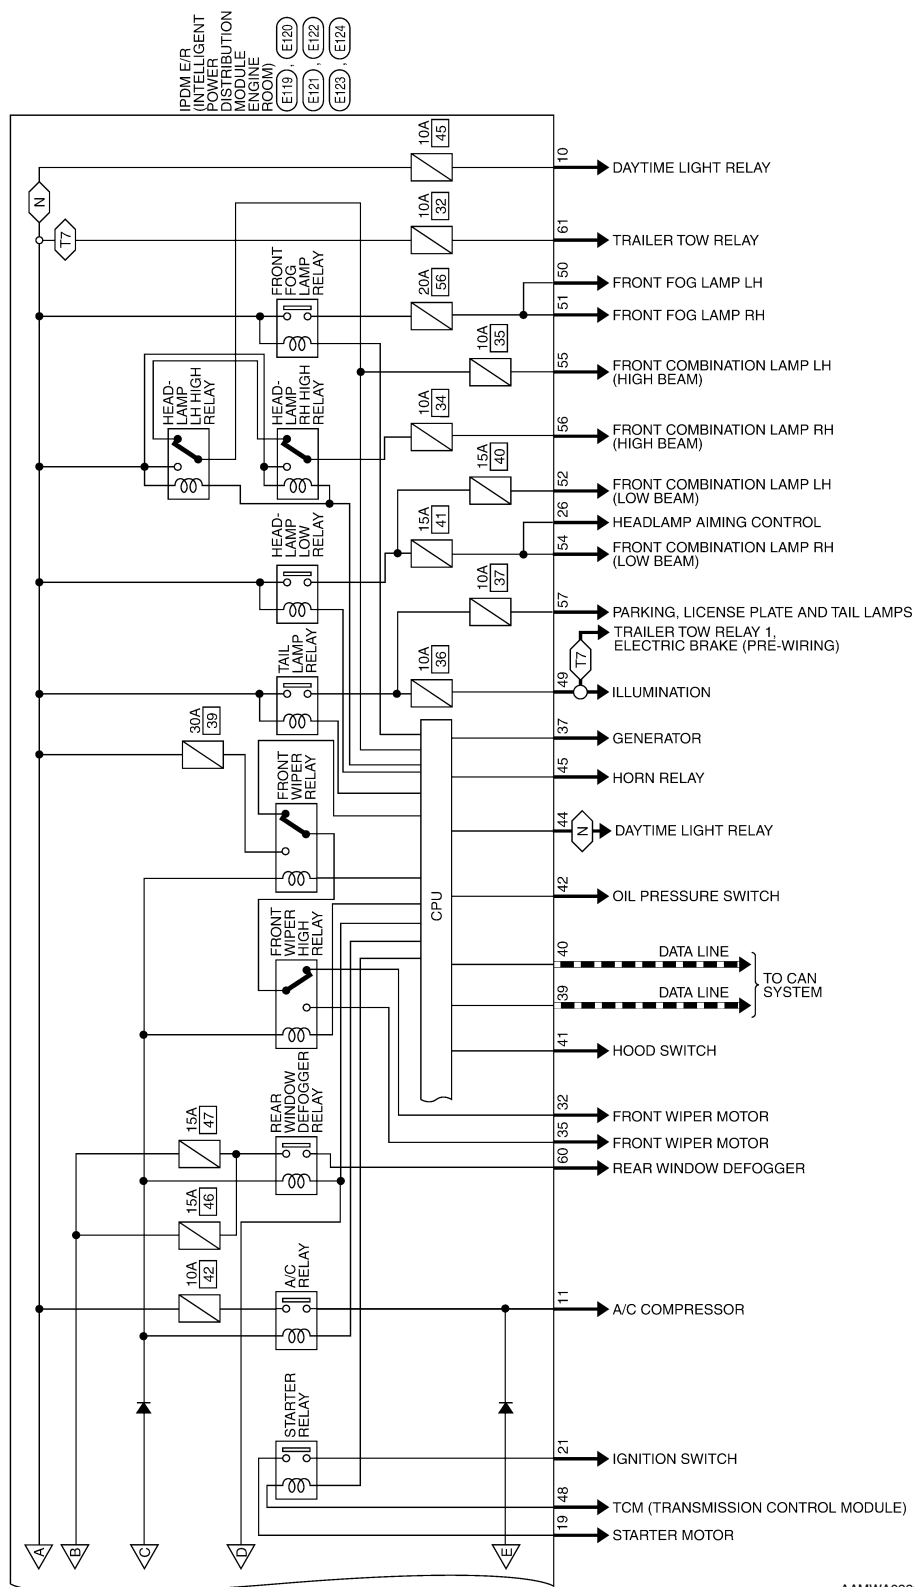 IPDM E/R
(INTELLIGENT
POWER
DISTRIBUTION
MODULE
ENGINE
ROOM)
E119 , E120
E121 , E122
E123 , E124
N
10A
45
10
DAYTIME LIGHT RELAY
T7
10A
32
61
TRAILER TOW RELAY
FRONT
FOG
LAMP
RELAY
20A
56
50
FRONT FOG LAMP LH
51
FRONT FOG LAMP RH
10A
35
55
FRONT COMBINATION LAMP LH
(HIGH BEAM)
HEAD-
LAMP
LH HIGH
RELAY
HEAD-
LAMP
RH HIGH
RELAY
10A
34
56
FRONT COMBINATION LAMP RH
(HIGH BEAM)
15A
40
52
FRONT COMBINATION LAMP LH
(LOW BEAM)
HEAD-
LAMP
LOW
RELAY
15A
41
26
HEADLAMP AIMING CONTROL
54
FRONT COMBINATION LAMP RH
(LOW BEAM)
10A
37
57
PARKING, LICENSE PLATE AND TAIL LAMPS
T7
TRAILER TOW RELAY 1,
ELECTRIC BRAKE (PRE-WIRING)
TAIL
LAMP
RELAY
10A
36
49
ILLUMINATION
30A
39
FRONT
WIPER
RELAY
CPU
37
GENERATOR
45
HORN RELAY
44
N
DAYTIME LIGHT RELAY
42
OIL PRESSURE SWITCH
FRONT
WIPER
HIGH
RELAY
40
DATA LINE
39
DATA LINE
TO CAN
SYSTEM
41
HOOD SWITCH
32
FRONT WIPER MOTOR
35
FRONT WIPER MOTOR
15A
47
REAR
WINDOW
DEFOGGER
RELAY
60
REAR WINDOW DEFOGGER
15A
46
10A
42
A/C
RELAY
11
A/C COMPRESSOR
STARTER
RELAY
21
IGNITION SWITCH
48
TCM (TRANSMISSION CONTROL MODULE)
19
STARTER MOTOR
A
B
C
D
E